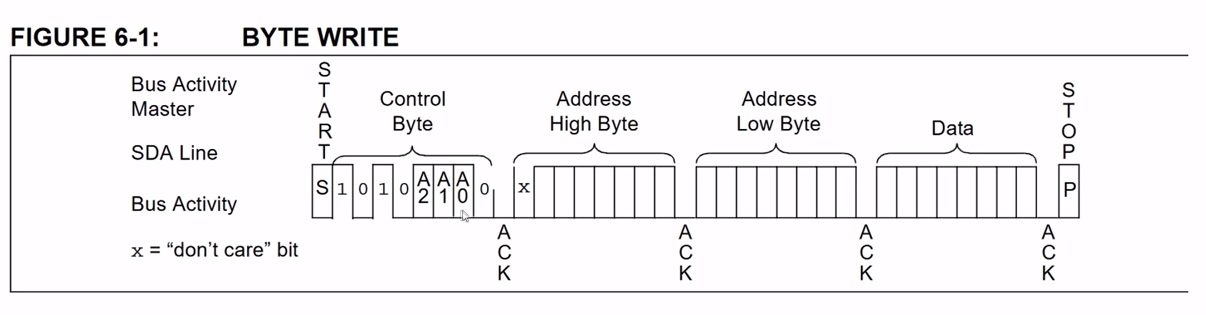 FIGURE 6-1: BYTE WRITE
Bus Activity
Master
SDA Line
Bus Activity
x = "don't care" bit
START
Control
Byte
Address
High Byte
Address
Low Byte
Data
STOP
S 1 0 1 0 A2 A1 A0 0 x P
ACK ACK ACK ACK